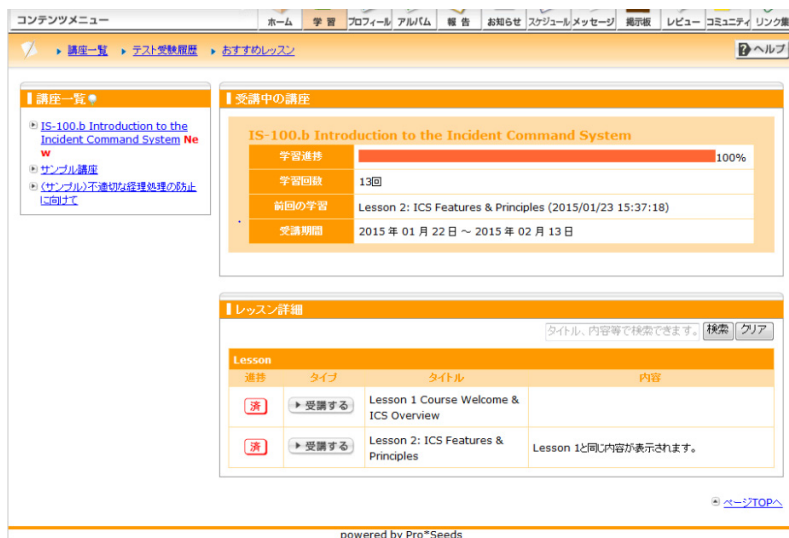 コンテンツメニュー
ホーム 学 習 プロフィール アルバム 報 告 お知らせ スケジュール メッセージ 掲示板 レビュー コミュニティ リンク集
講座一覧 テスト受験履歴 おすすめレッスン
?ヘルプ
講座一覧
IS-100.b Introduction to the
Incident Command System Ne
w
サンプル講座
(サンプル)不適切な経理処理の防止
に向けて
受講中の講座
IS-100.b Introduction to the Incident Command System
学習進捗 100%
学習回数 13回
前回の学習 Lesson 2: ICS Features & Principles (2015/01/23 15:37:18)
受講期間 2015 年 01 月 22 日 ～ 2015 年 02 月 13 日
レッスン詳細
タイトル、内容等で検索できます。 検索 クリア
Lesson
進捗 タイプ タイトル 内容
済 受講する Lesson 1 Course Welcome &
ICS Overview
済 受講する Lesson 2: ICS Features &
Principles
Lesson 1と同じ内容が表示されます。
ページTOPへ
powered by Pro*Seeds